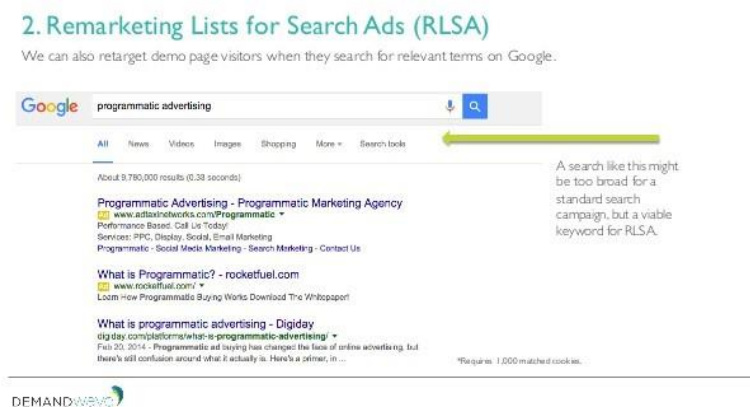 2. Remarketing Lists for Search Ads (RLSA)
We can also retarget demo page visitors when they search for relevant terms on Google.
Google programmatic advertising
All News Videos Images Shopping More Search tools
About 9,780,000 results (0.33 seconds)
Programmatic Advertising - Programmatic Marketing Agency
Ad www.adtaxinetworks.com/Programmatic
Performance Based. Call Us Today!
Services: PPC, Display, Social, Email Marketing
Programmatic - Social Media Marketing - Search Marketing - Contact Us
What is Programmatic? - rocketfuel.com
Ad www.rocketfuel.com/
Learn How Programmatic Buying Works Download The Whitepaper!
What is programmatic advertising - Digiday
digiday.com/platforms/what-is-programmatic-advertising/
Feb 20, 2014 - Programmatic ad buying has changed the face of online advertising, but
there's still confusion around what it actually is. Here's a primer, in ...
A search like this might
be too broad for a
standard search
campaign, but a viable
keyword for RLSA.
*Requires 1,000 matched cookies.
DEMANDWAVE